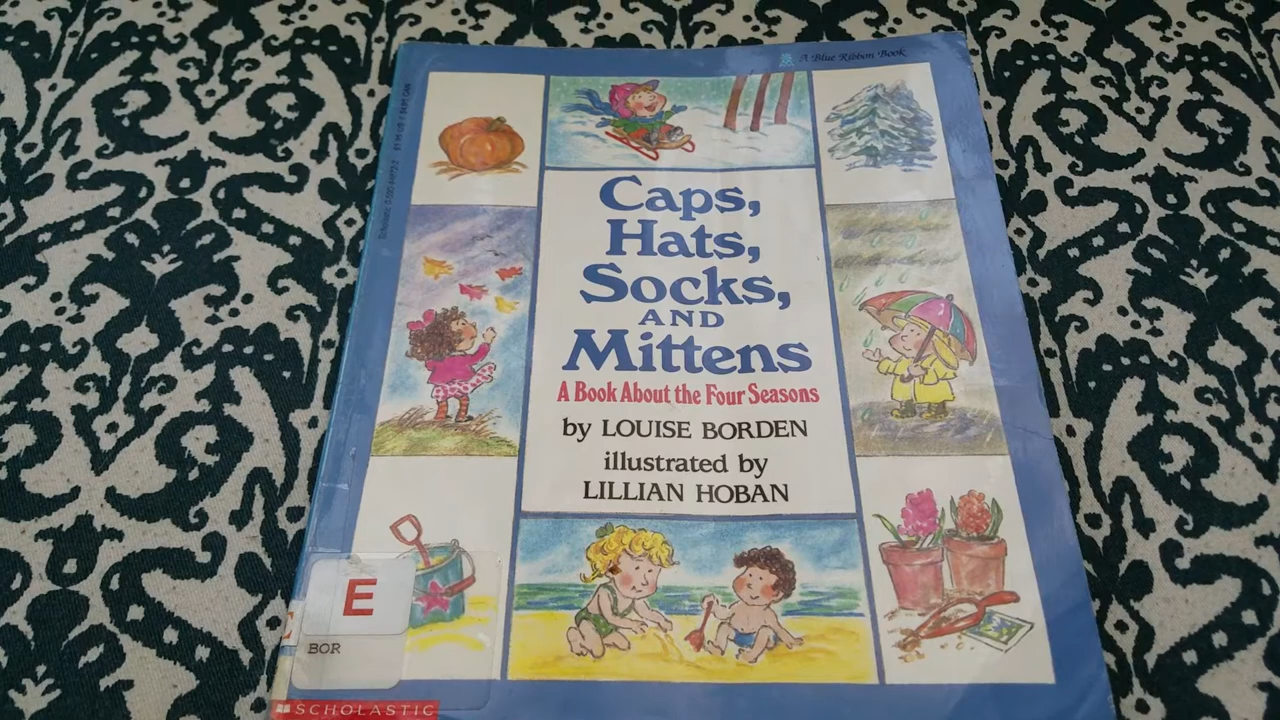 A Blue Ribbon Book
Caps,
Hats,
Socks,
AND
Mittens
A Book About the Four Seasons
by LOUISE BORDEN
illustrated by
LILLIAN HOBAN
E
BOR
SCHOLASTIC